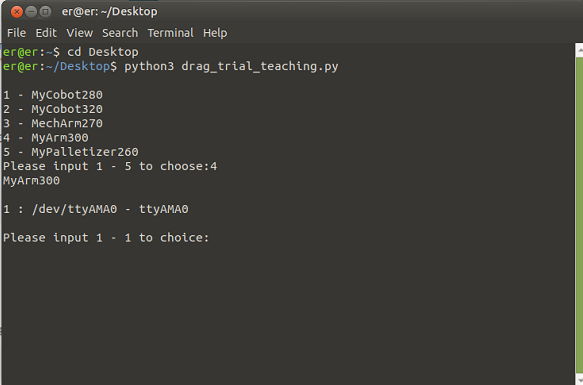 er@er: ~/Desktop
File Edit View Search Terminal Help
er@er:~$ cd Desktop
er@er:~/Desktop$ python3 drag_trial_teaching.py
1 - MyCobot280
2 - MyCobot320
3 - MechArm270
4 - MyArm300
5 - MyPalletizer260
Please input 1 - 5 to choose:4
MyArm300
1 : /dev/ttyAMA0 - ttyAMA0
Please input 1 - 1 to choice: